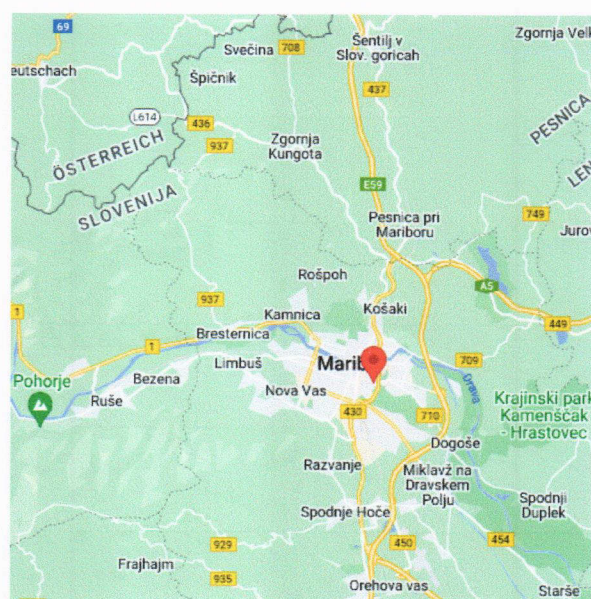 69
Svečina
708
Šentilj v
Slov. goricah
Zgornja Velk
eutschach
Špičnik
437
L614
436
937
ÖSTERREICH
Zgornja
Kungota
PESNICA
LEN
SLOVENIJA
E59
749
Pesnica pri
Mariboru
Jurov
Rošpoh
A5
937
1
Kamnica
Košaki
449
Bresternica
1
Limbuš
Marib
709
Pohorje
Bezena
Nova Vas
Drava
Ruše
430
710
Krajinski park
Kamenščak
- Hrastovec
Dogoše
Razvanje
Miklavž na
Dravskem
Polju
Spodnji
Duplek
Spodnje Hoče
929
450
454
Frajhajm
935
Orehova vas
Starše